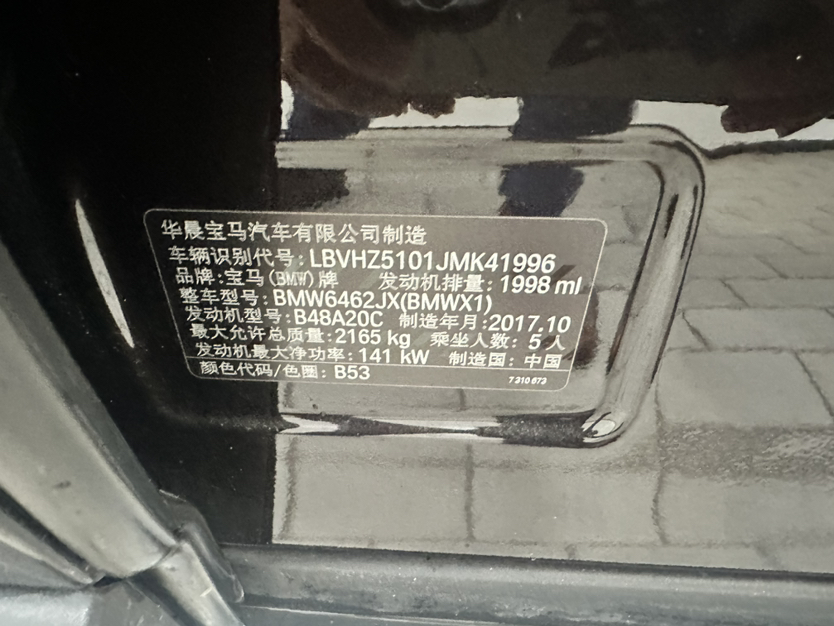 华晨宝马汽车有限公司制造
车辆识别代号: LBVHZ5101JMK41996
品牌: 宝马(BMW)牌 发动机排量: 1998 ml
整车型号: BMW6462JX(BMWX1)
发动机型号: B48A20C 制造年月: 2017.10
最大允许总质量: 2165 kg 乘坐人数: 5 人
发动机最大净功率: 141 kW 制造国: 中国
颜色代码/色圈: B53 7 310 673